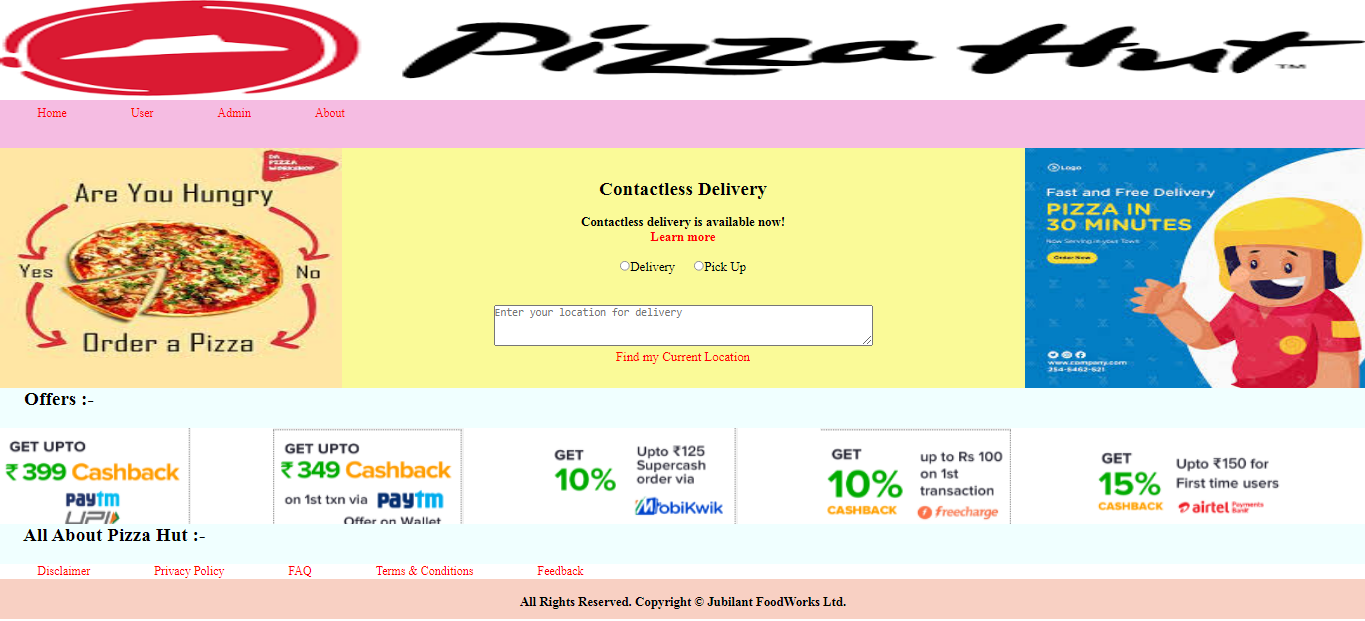 Pizza Hut™
Home User Admin About
DA
PIZZA
WORKSHOP
Are You Hungry
Yes
No
Order a Pizza
Contactless Delivery
Contactless delivery is available now!
Learn more
Delivery Pick Up
Enter your location for delivery
Find my Current Location
Logo
Fast and Free Delivery
PIZZA IN
30 MINUTES
Now Serving in your Town
Order Now
www.company.com
254-5462-521
Offers :-
GET UPTO
₹ 399 Cashback
paytm
UPI
GET UPTO
₹ 349 Cashback
on 1st txn via paytm
Offer on Wallet
GET
10%
Upto ₹125
Supercash
order via
MobiKwik
GET
10%
CASHBACK
up to Rs 100
on 1st
transaction
freecharge
GET
15%
CASHBACK
Upto ₹150 for
First time users
airtel Payments Bank
All About Pizza Hut :-
Disclaimer Privacy Policy FAQ Terms & Conditions Feedback
All Rights Reserved. Copyright © Jubilant FoodWorks Ltd.